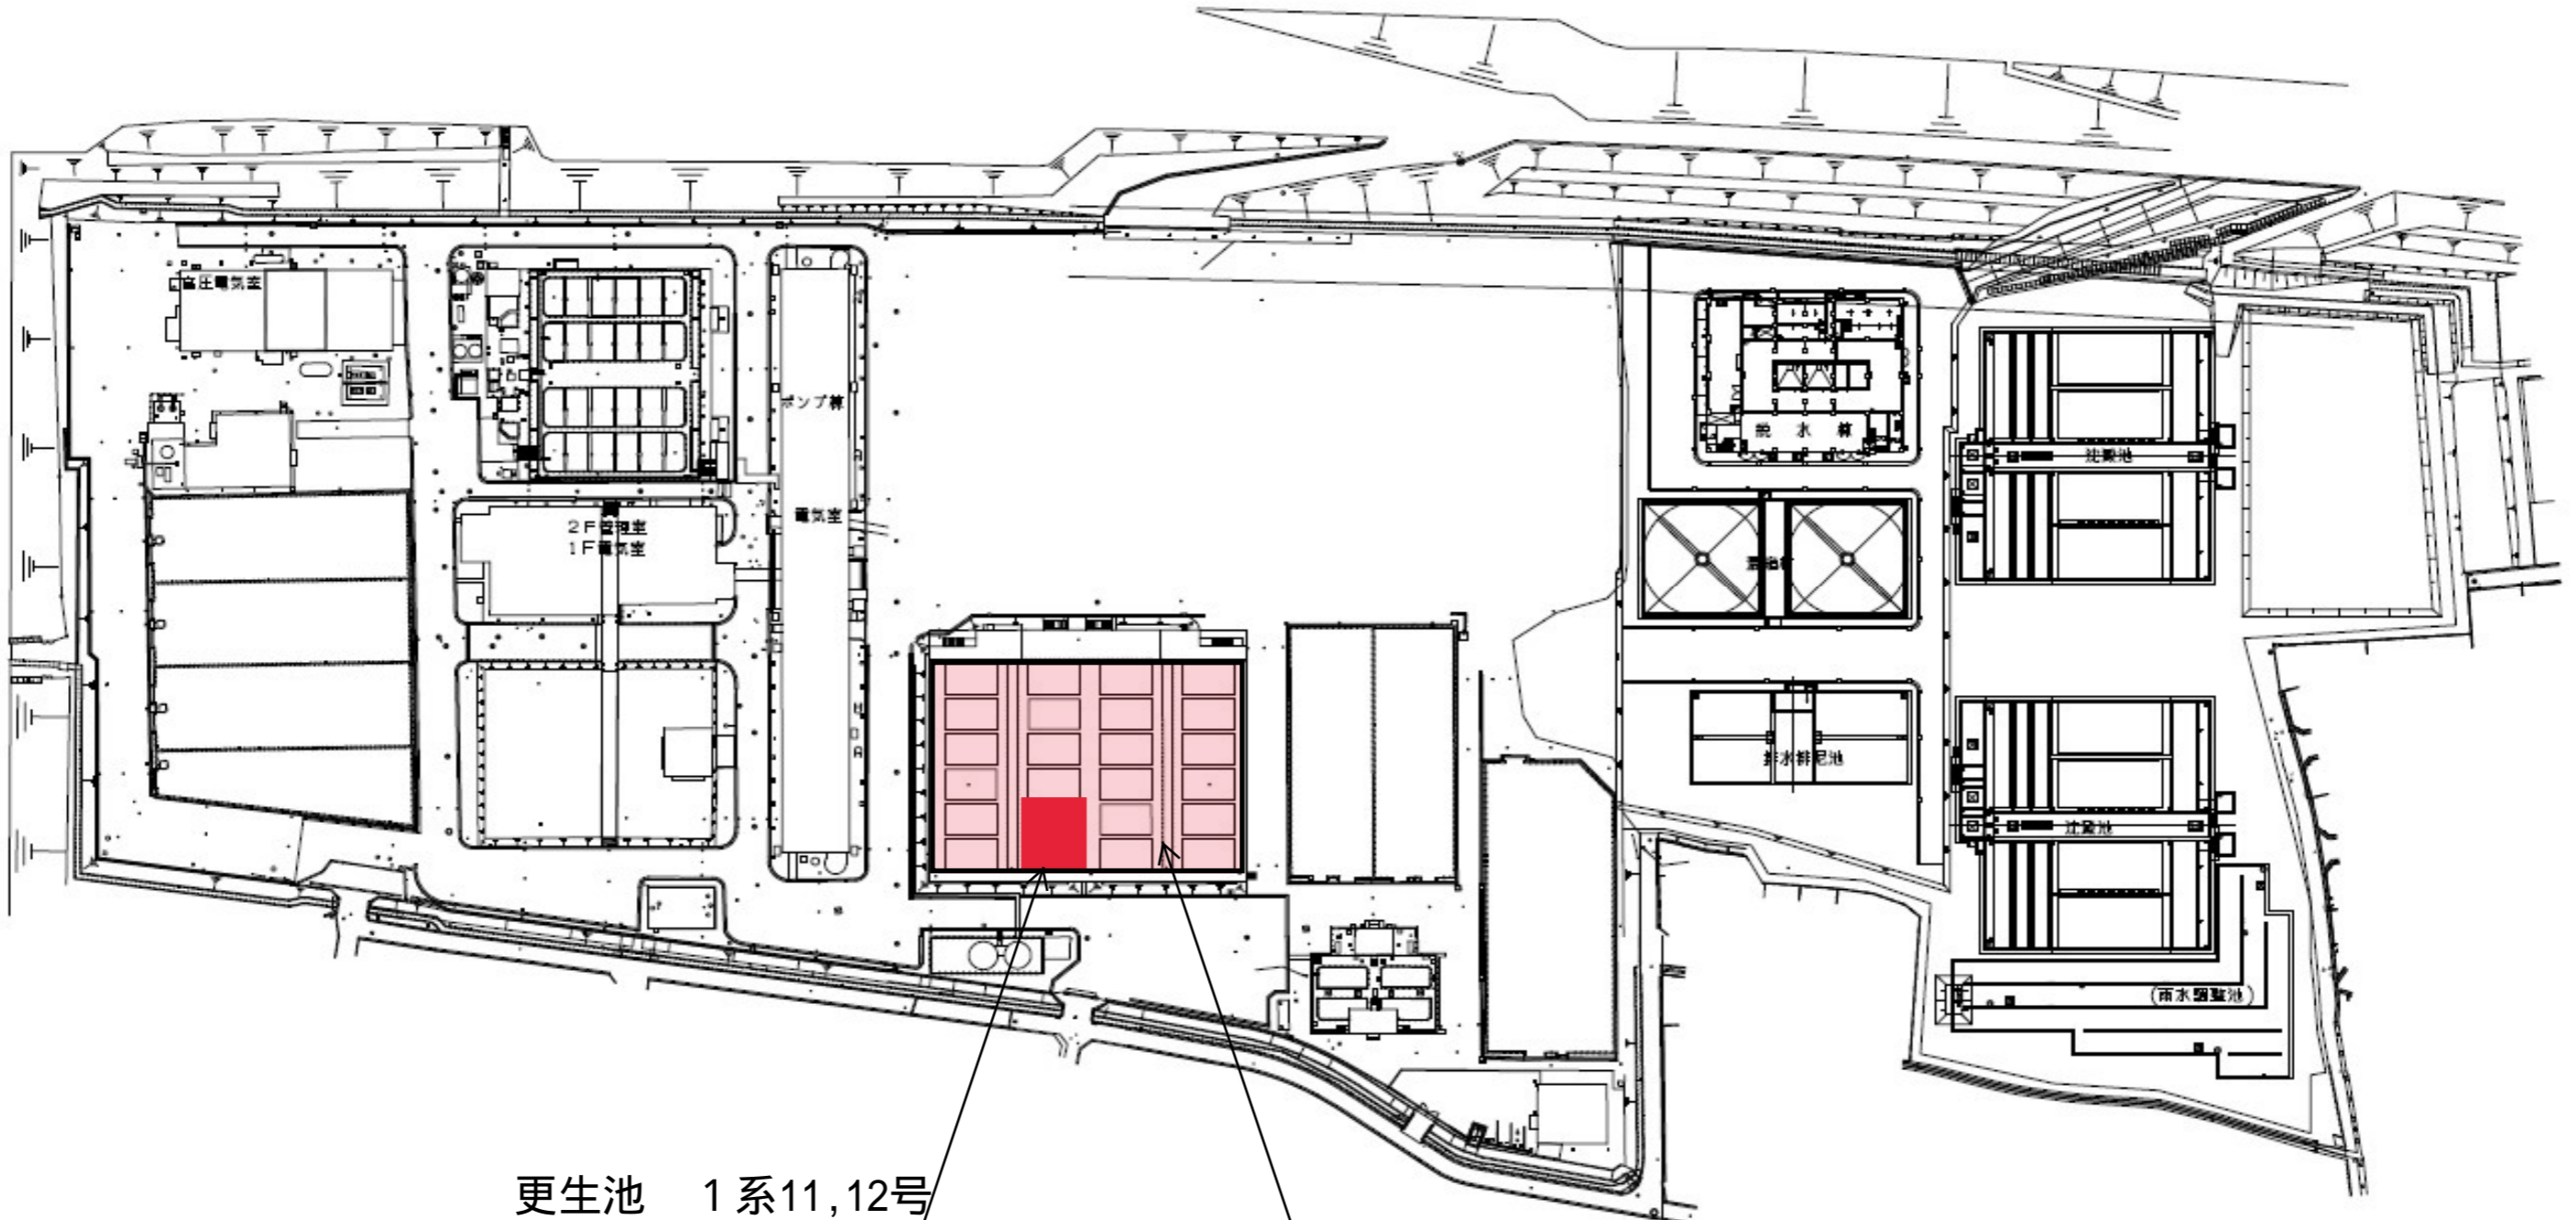 高圧電気室
ポンプ棟
脱水棟
沈澱池
電気室
2F管理室
1F電気室
濃縮槽
排水排泥池
沈澱池
(雨水調整池)
更生池　1系11,12号